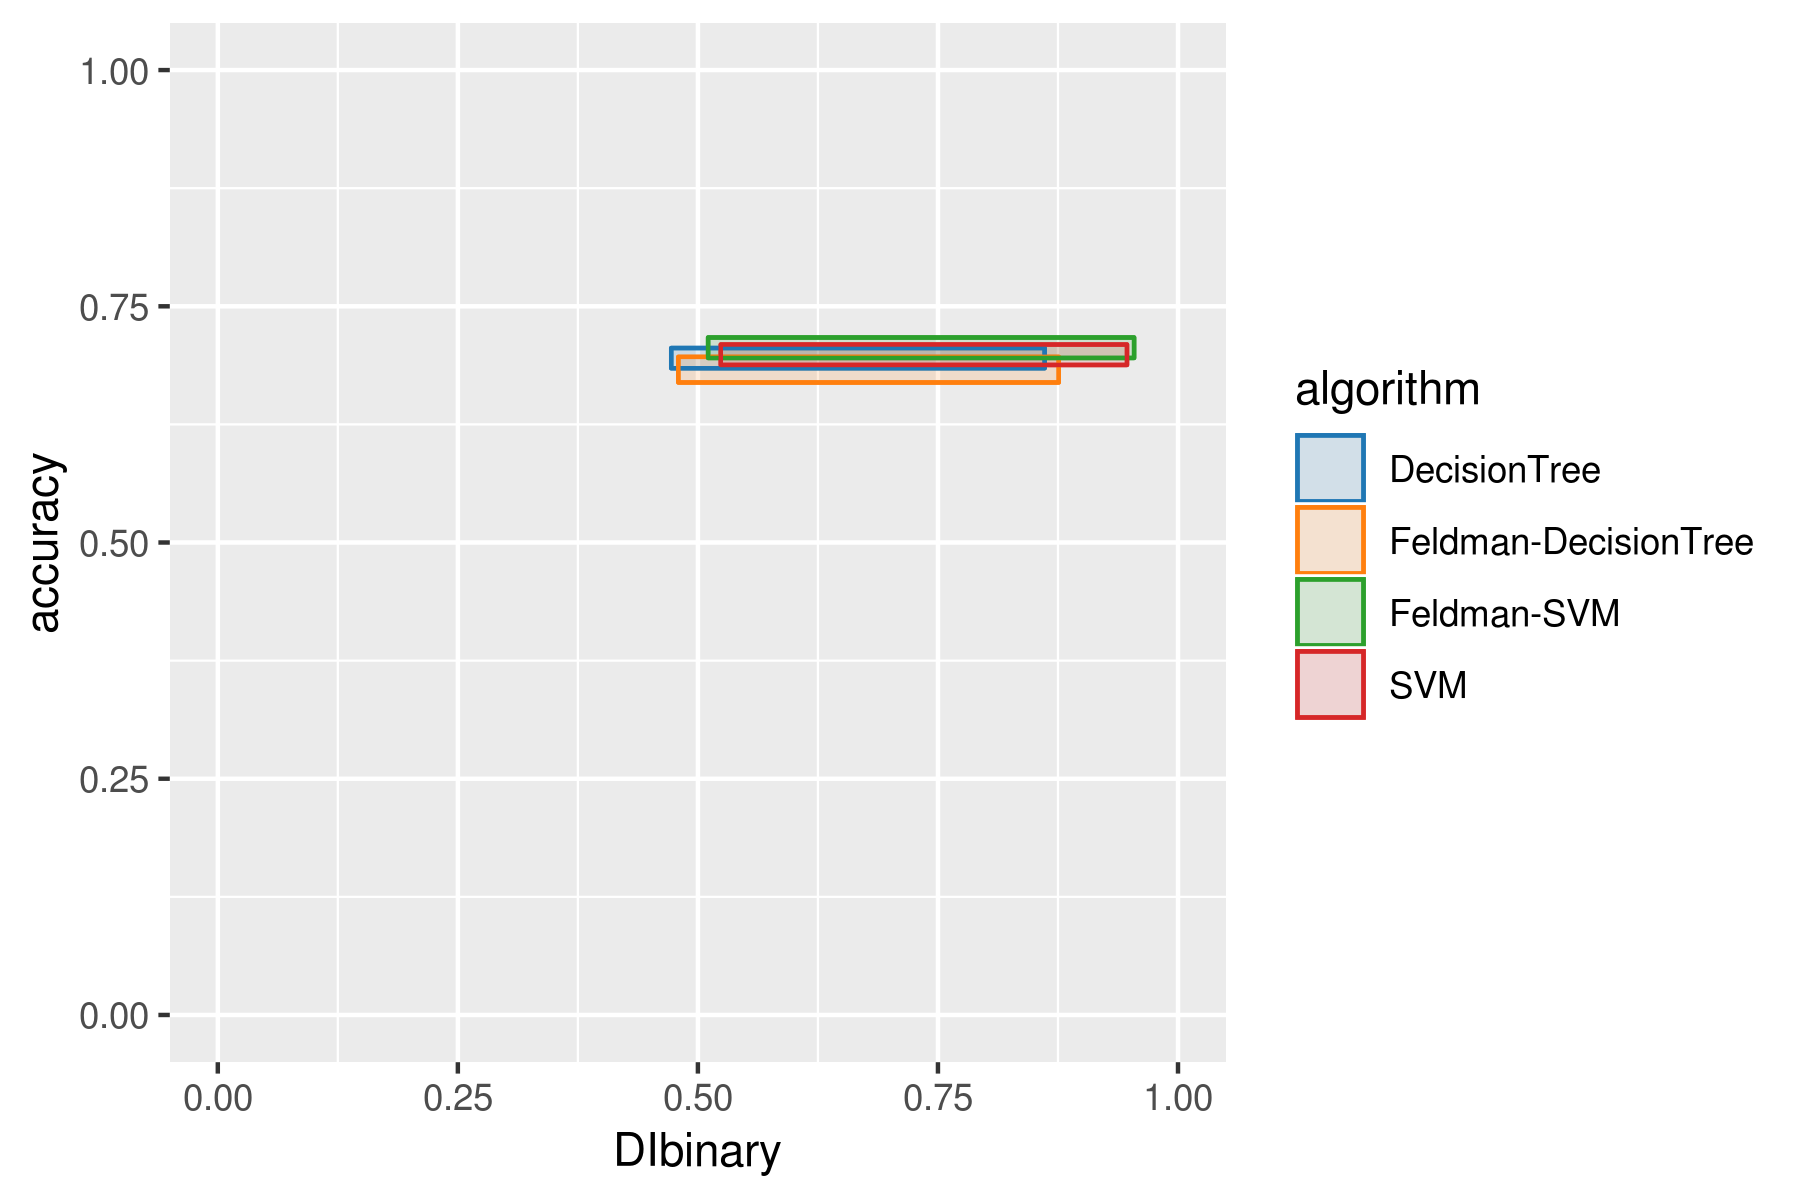 1.00
0.75
0.50
0.25
0.00
accuracy
0.00 0.25 0.50 0.75 1.00
DIbinary
algorithm
DecisionTree
Feldman-DecisionTree
Feldman-SVM
SVM